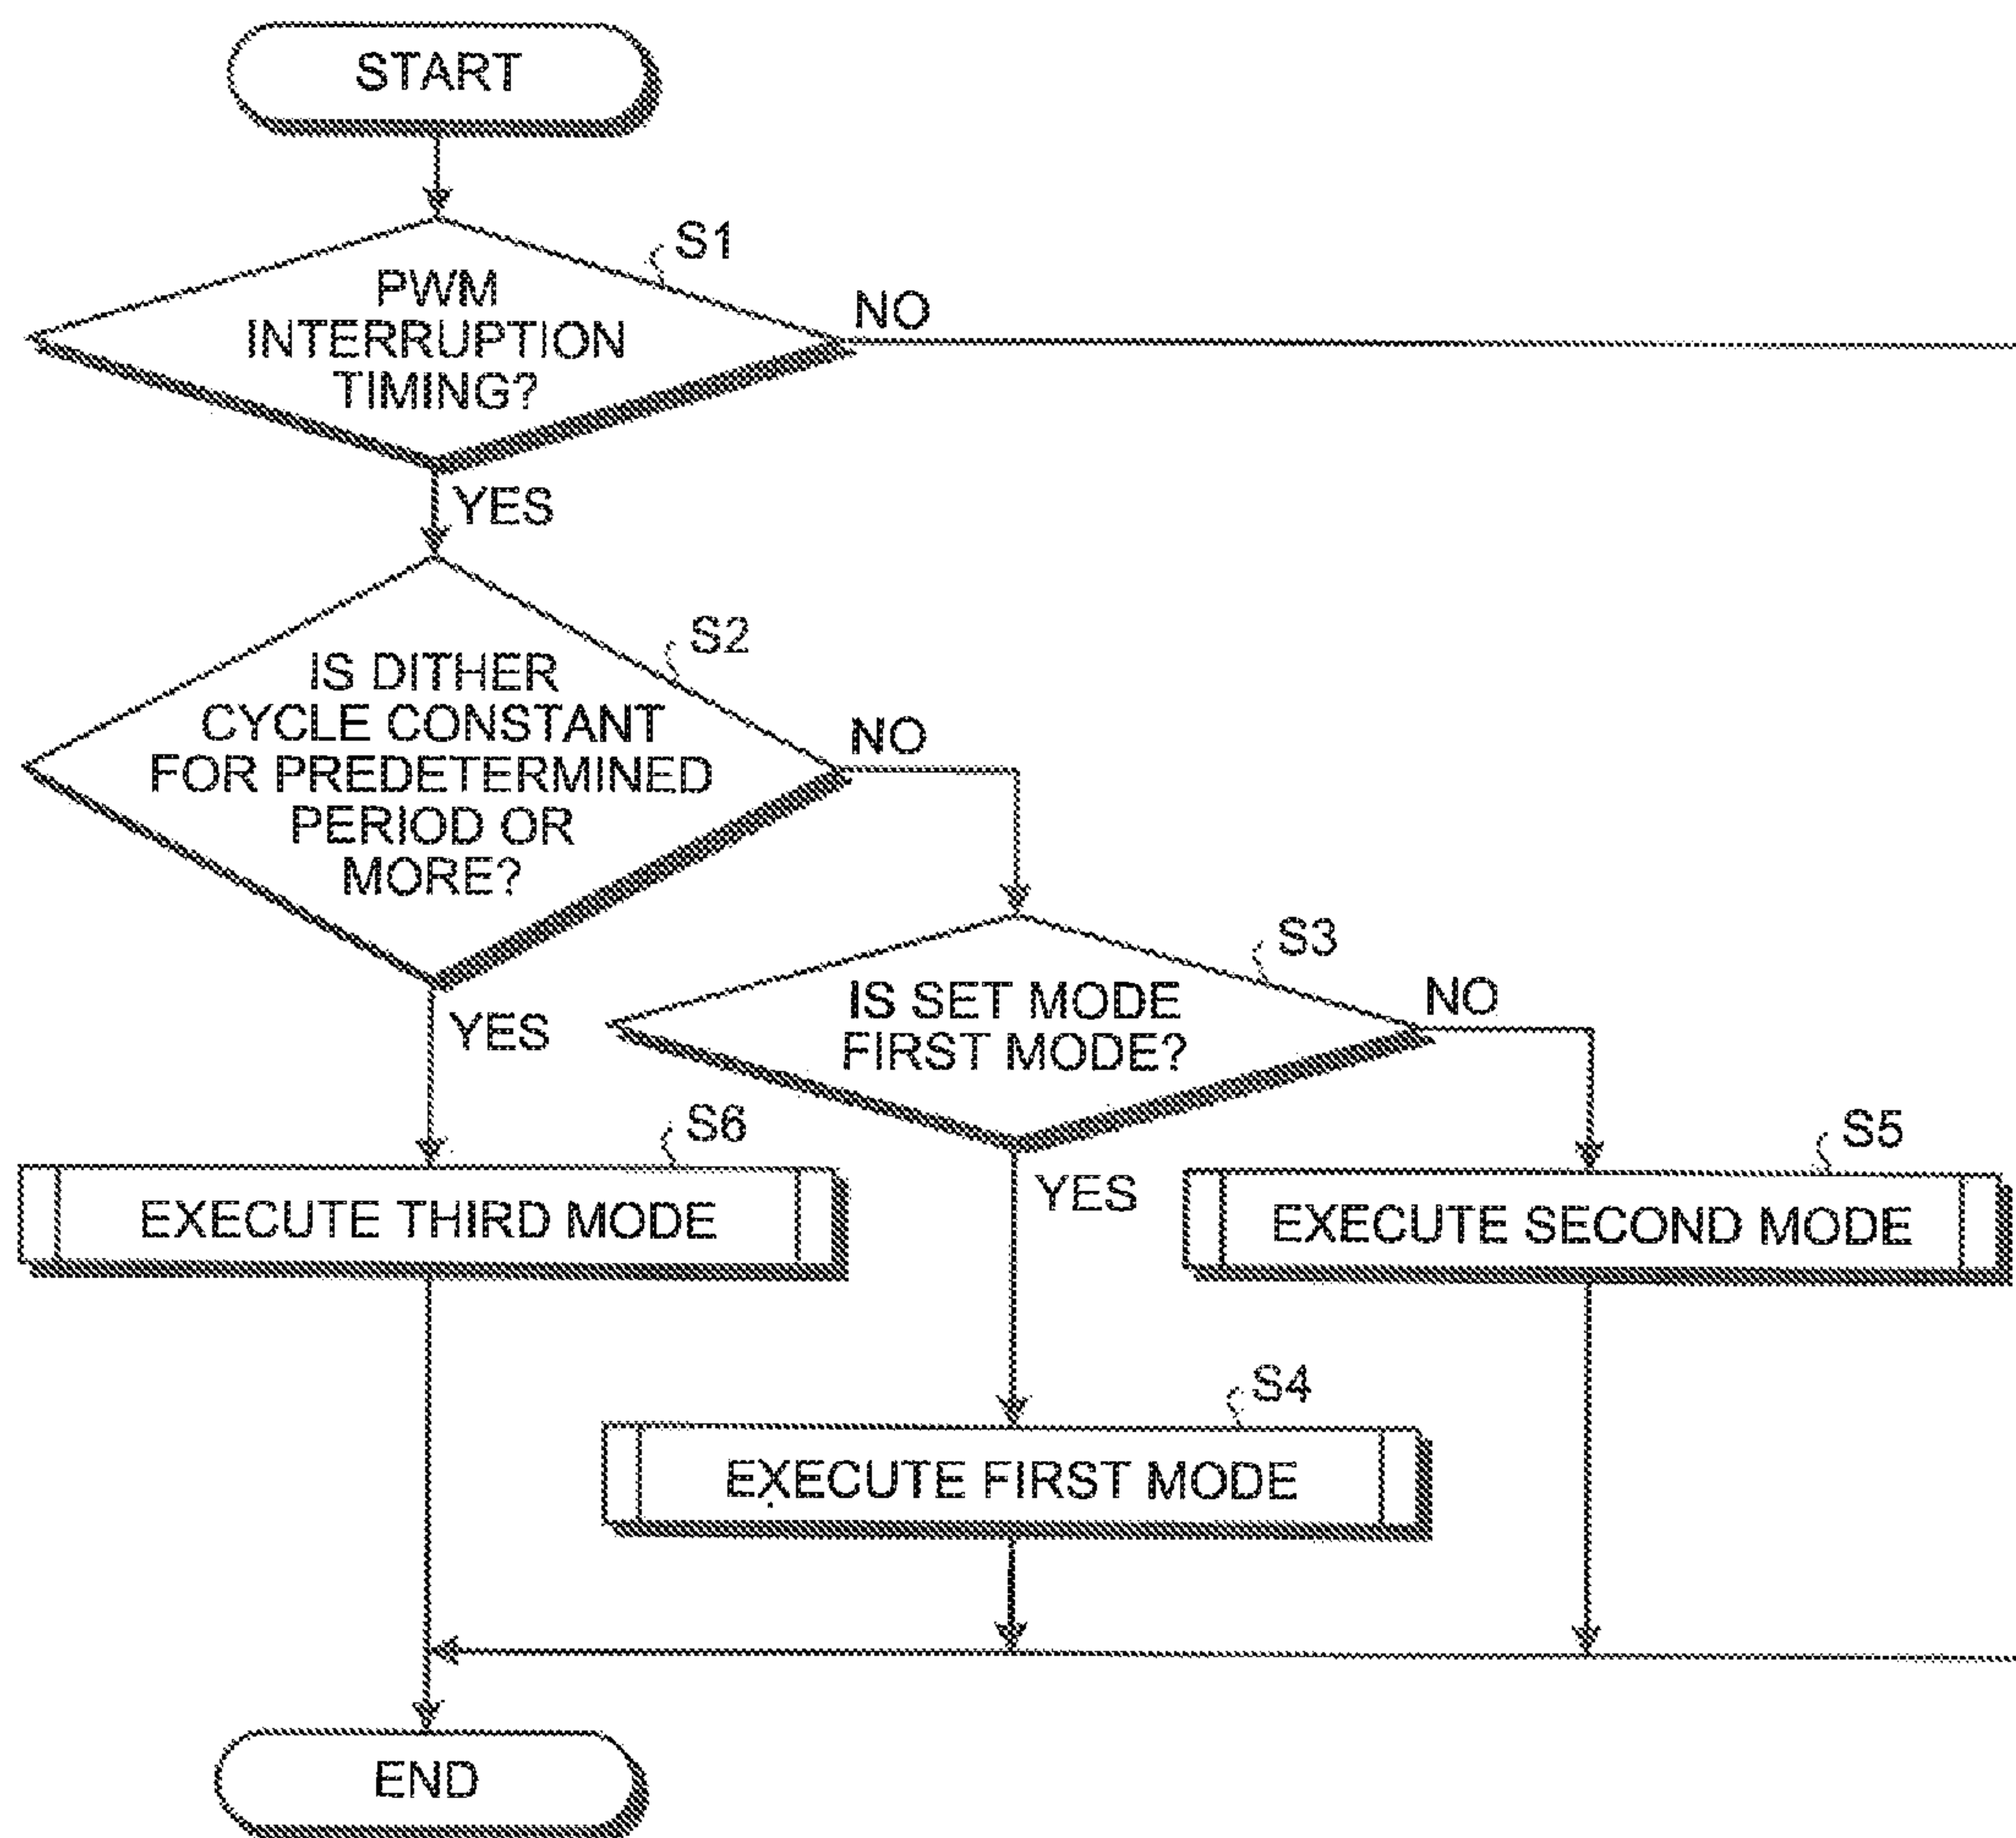 START
S1
PWM
INTERRUPTION
TIMING?
NO
YES
S2
IS DITHER
CYCLE CONSTANT
FOR PREDETERMINED
PERIOD OR
MORE?
NO
YES
S3
IS SET MODE
FIRST MODE?
NO
YES
S6
EXECUTE THIRD MODE
S5
EXECUTE SECOND MODE
S4
EXECUTE FIRST MODE
END